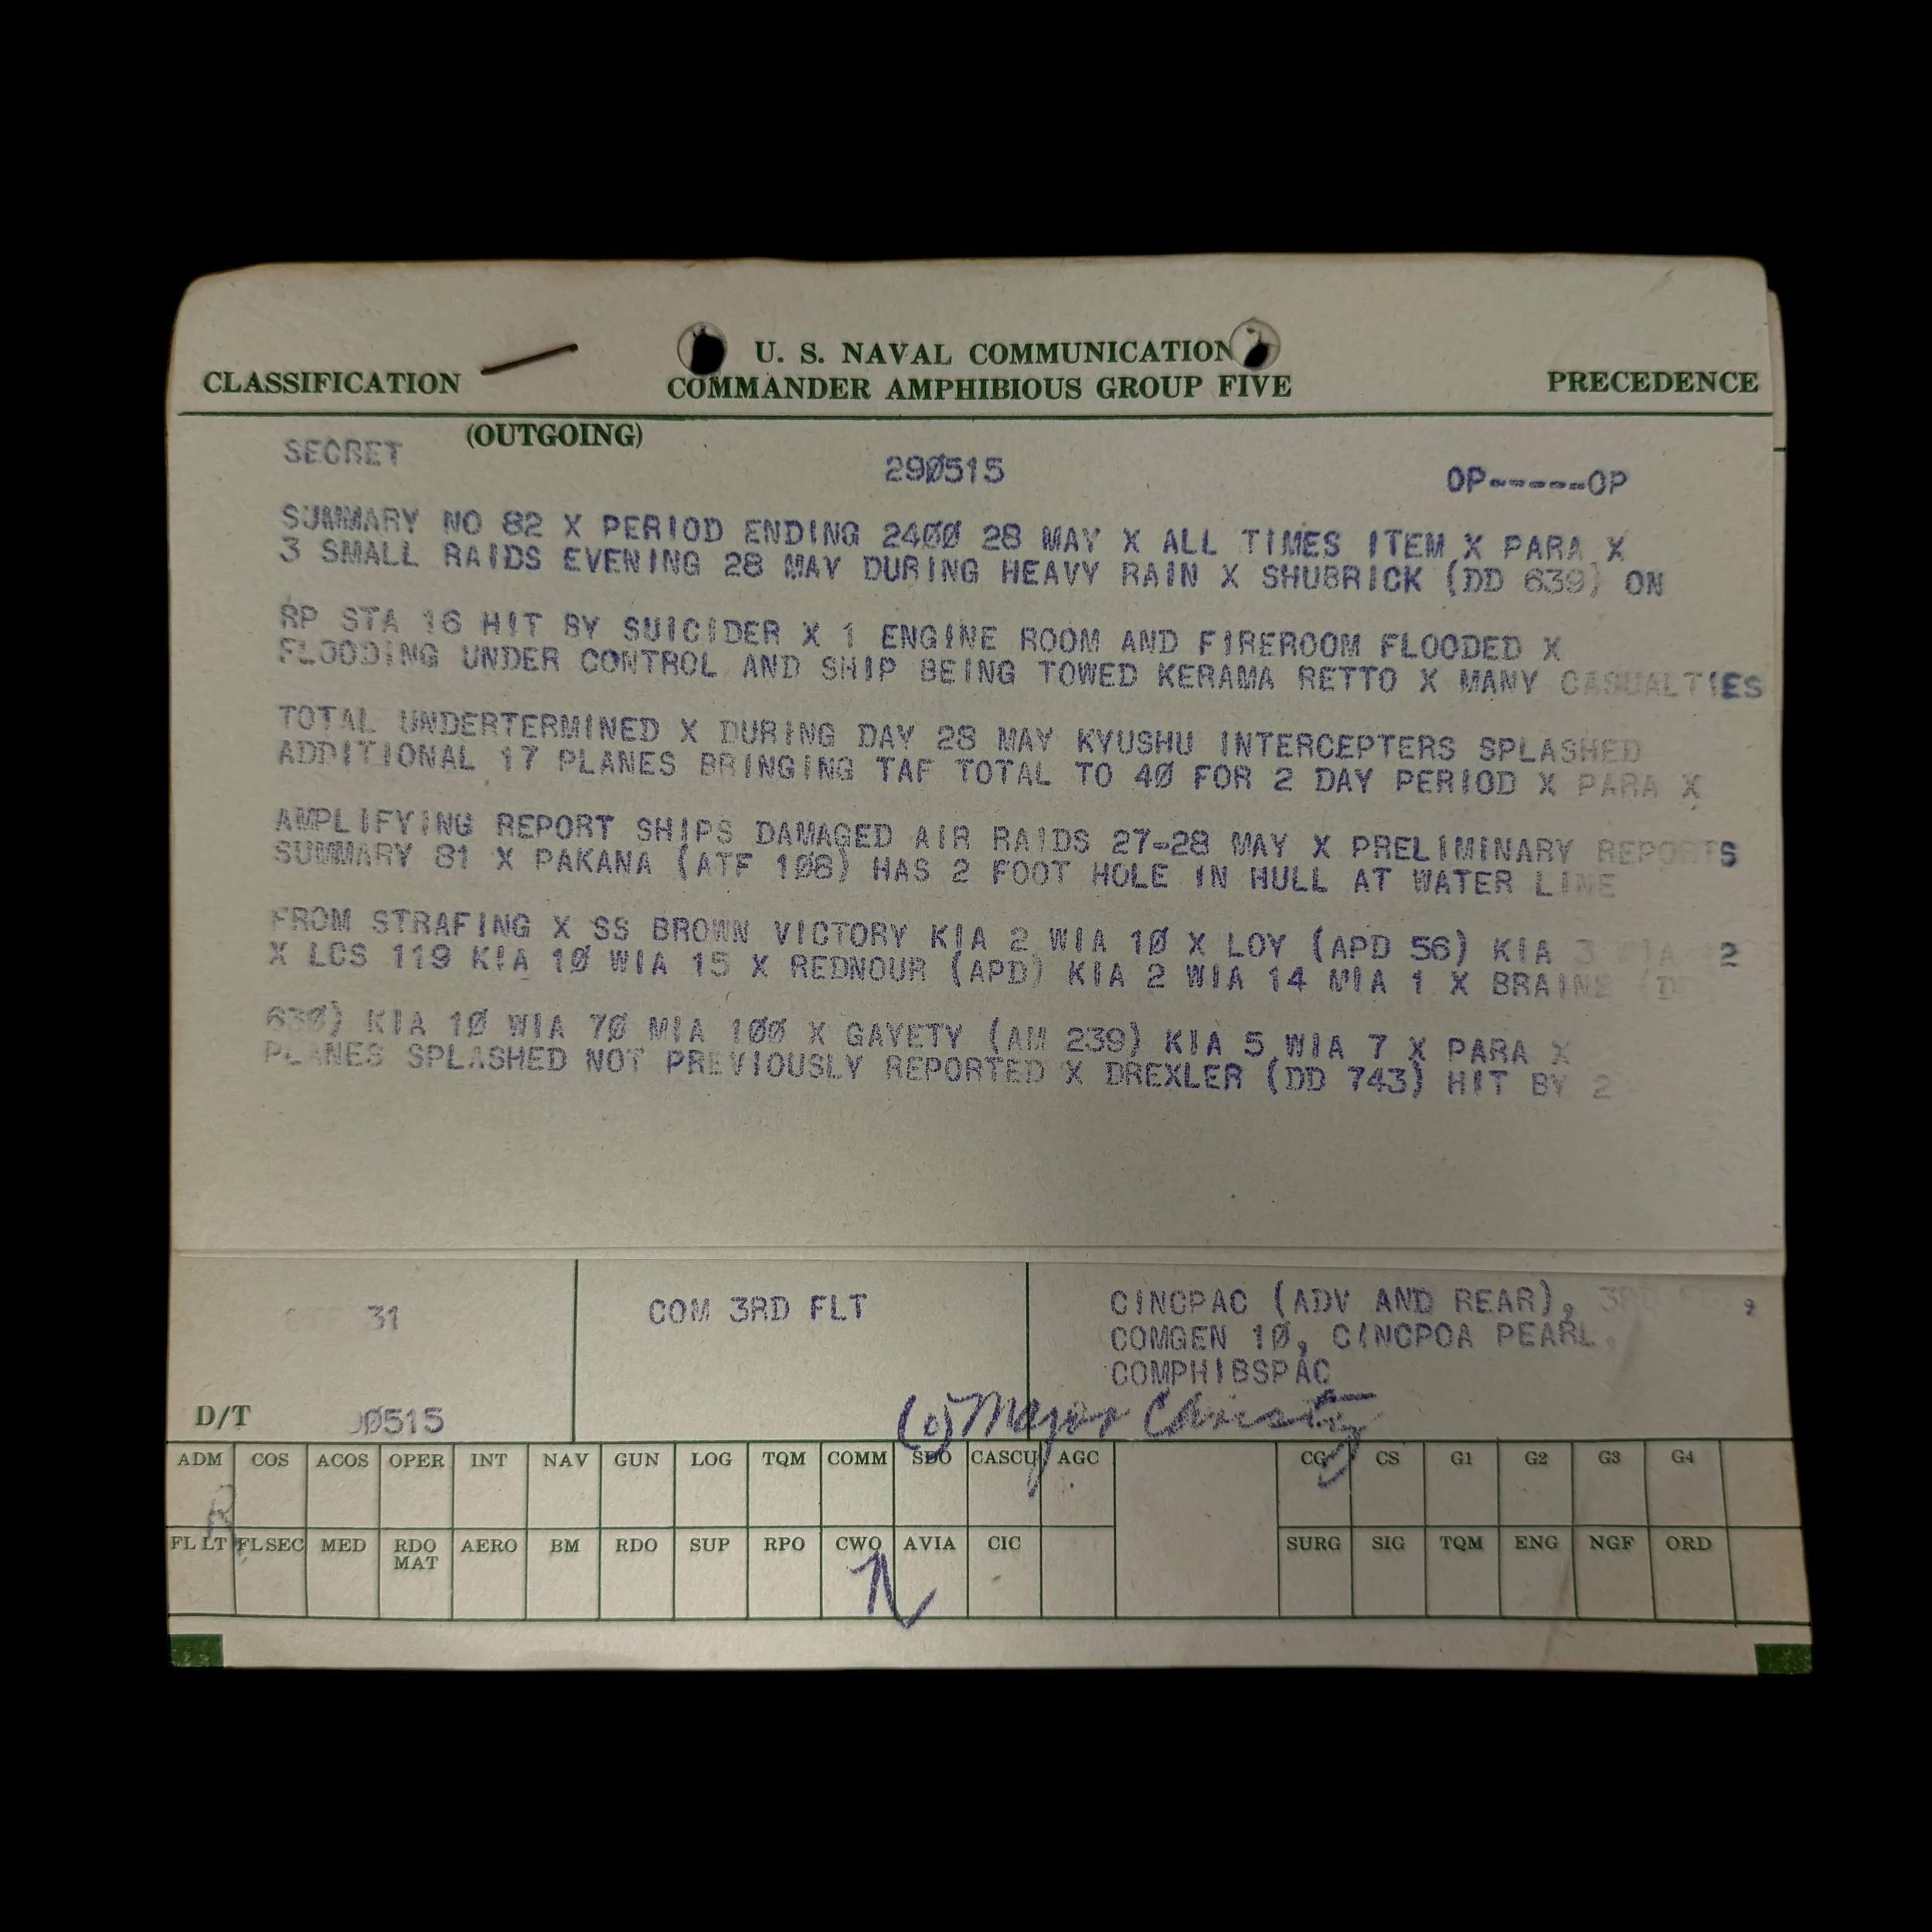 U. S. NAVAL COMMUNICATION
CLASSIFICATION COMMANDER AMPHIBIOUS GROUP FIVE PRECEDENCE
(OUTGOING)
SECRET 29Ø515 OP-----OP
SUMMARY NO 82 X PERIOD ENDING 24ØØ 28 MAY X ALL TIMES ITEM X PARA X
3 SMALL RAIDS EVENING 28 MAY DURING HEAVY RAIN X SHUBRICK (DD 639) ON
RP STA 16 HIT BY SUICIDER X 1 ENGINE ROOM AND FIREROOM FLOODED X
FLOODING UNDER CONTROL AND SHIP BEING TOWED KERAMA RETTO X MANY CASUALTIES
TOTAL UNDERTERMINED X DURING DAY 28 MAY KYUSHU INTERCEPTERS SPLASHED
ADDITIONAL 17 PLANES BRINGING TAF TOTAL TO 4Ø FOR 2 DAY PERIOD X PARA X
AMPLIFYING REPORT SHIPS DAMAGED AIR RAIDS 27-28 MAY X PRELIMINARY REPORTS
SUMMARY 81 X PAKANA (ATF 1Ø8) HAS 2 FOOT HOLE IN HULL AT WATER LINE
FROM STRAFING X SS BROWN VICTORY KIA 2 WIA 1Ø X LOY (APD 56) KIA 3
X LCS 119 KIA 1Ø WIA 15 X REDNOUR (APD) KIA 2 WIA 14 MIA 1 X BRAINE (DD
63Ø) KIA 1Ø WIA 7Ø MIA 1ØØ X GAYETY (AM 239) KIA 5 WIA 7 X PARA X
PLANES SPLASHED NOT PREVIOUSLY REPORTED X DREXLER (DD 743) HIT BY 2
31 COM 3RD FLT CINCPAC (ADV AND REAR),
COMGEN 1Ø, CINCPOA PEARL,
COMPHIBSPAC
D/T Ø515 (c) Major Christy
ADM COS ACOS OPER INT NAV GUN LOG TQM COMM SDO CASCU AGC CG CS G1 G2 G3 G4
FL LT FLSEC MED RDO MAT AERO BM RDO SUP RPO CWO AVIA CIC SURG SIG TQM ENG NGF ORD